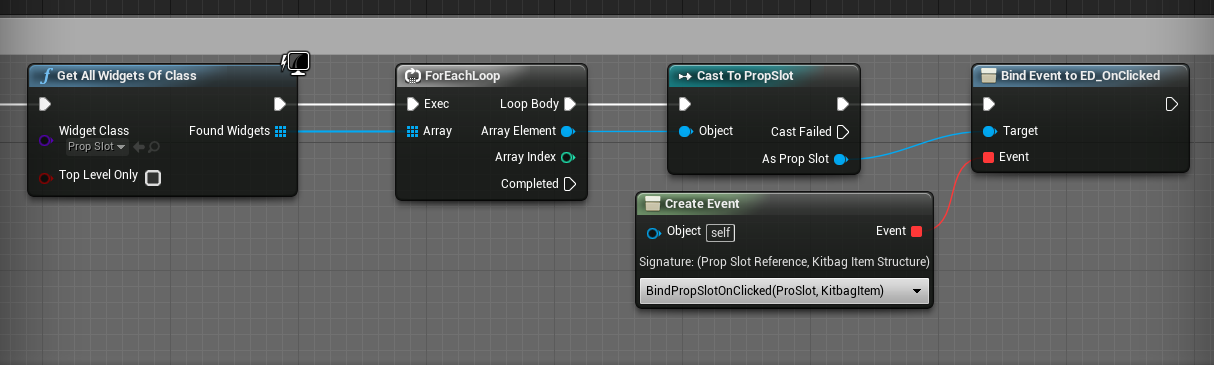 Get All Widgets Of Class
Widget Class
Found Widgets
Prop Slot
Top Level Only
ForEachLoop
Exec
Loop Body
Array
Array Element
Array Index
Completed
Cast To PropSlot
Object
Cast Failed
As Prop Slot
Bind Event to ED_OnClicked
Target
Event
Create Event
Object self
Event
Signature: (Prop Slot Reference, Kitbag Item Structure)
BindPropSlotOnClicked(ProSlot, KitbagItem)